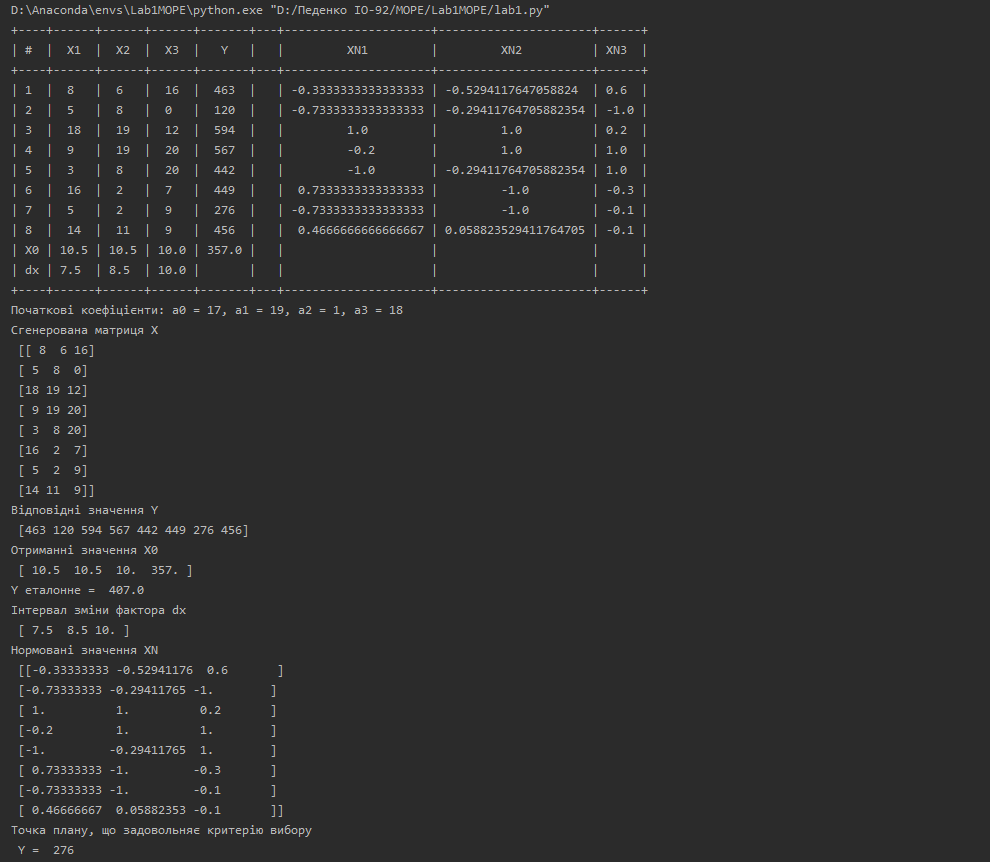 D:\Anaconda\envs\Lab1MOPE\python.exe "D:/Педенко ІО-92/MOPE/Lab1MOPE/lab1.py"
+----+------+------+------+-------+---+---------------------+----------------------+------+
| # | X1 | X2 | X3 | Y | | XN1 | XN2 | XN3 |
+----+------+------+------+-------+---+---------------------+----------------------+------+
| 1 | 8 | 6 | 16 | 463 | | -0.3333333333333333 | -0.5294117647058824 | 0.6 |
| 2 | 5 | 8 | 0 | 120 | | -0.7333333333333333 | -0.29411764705882354 | -1.0 |
| 3 | 18 | 19 | 12 | 594 | | 1.0 | 1.0 | 0.2 |
| 4 | 9 | 19 | 20 | 567 | | -0.2 | 1.0 | 1.0 |
| 5 | 3 | 8 | 20 | 442 | | -1.0 | -0.29411764705882354 | 1.0 |
| 6 | 16 | 2 | 7 | 449 | | 0.7333333333333333 | -1.0 | -0.3 |
| 7 | 5 | 2 | 9 | 276 | | -0.7333333333333333 | -1.0 | -0.1 |
| 8 | 14 | 11 | 9 | 456 | | 0.4666666666666667 | 0.058823529411764705 | -0.1 |
| X0 | 10.5 | 10.5 | 10.0 | 357.0 | | | | |
| dx | 7.5 | 8.5 | 10.0 | | | | | |
+----+------+------+------+-------+---+---------------------+----------------------+------+
Початкові коефіцієнти: a0 = 17, a1 = 19, a2 = 1, a3 = 18
Сгенерована матриця X
[[ 8 6 16]
[ 5 8 0]
[18 19 12]
[ 9 19 20]
[ 3 8 20]
[16 2 7]
[ 5 2 9]
[14 11 9]]
Відповідні значення Y
[463 120 594 567 442 449 276 456]
Отриманні значення X0
[ 10.5 10.5 10. 357. ]
Y еталонне = 407.0
Інтервал зміни фактора dx
[ 7.5 8.5 10. ]
Нормовані значення XN
[[-0.33333333 -0.52941176 0.6 ]
[-0.73333333 -0.29411765 -1. ]
[ 1. 1. 0.2 ]
[-0.2 1. 1. ]
[-1. -0.29411765 1. ]
[ 0.73333333 -1. -0.3 ]
[-0.73333333 -1. -0.1 ]
[ 0.46666667 0.05882353 -0.1 ]]
Точка плану, що задовольняє критерію вибору
Y = 276